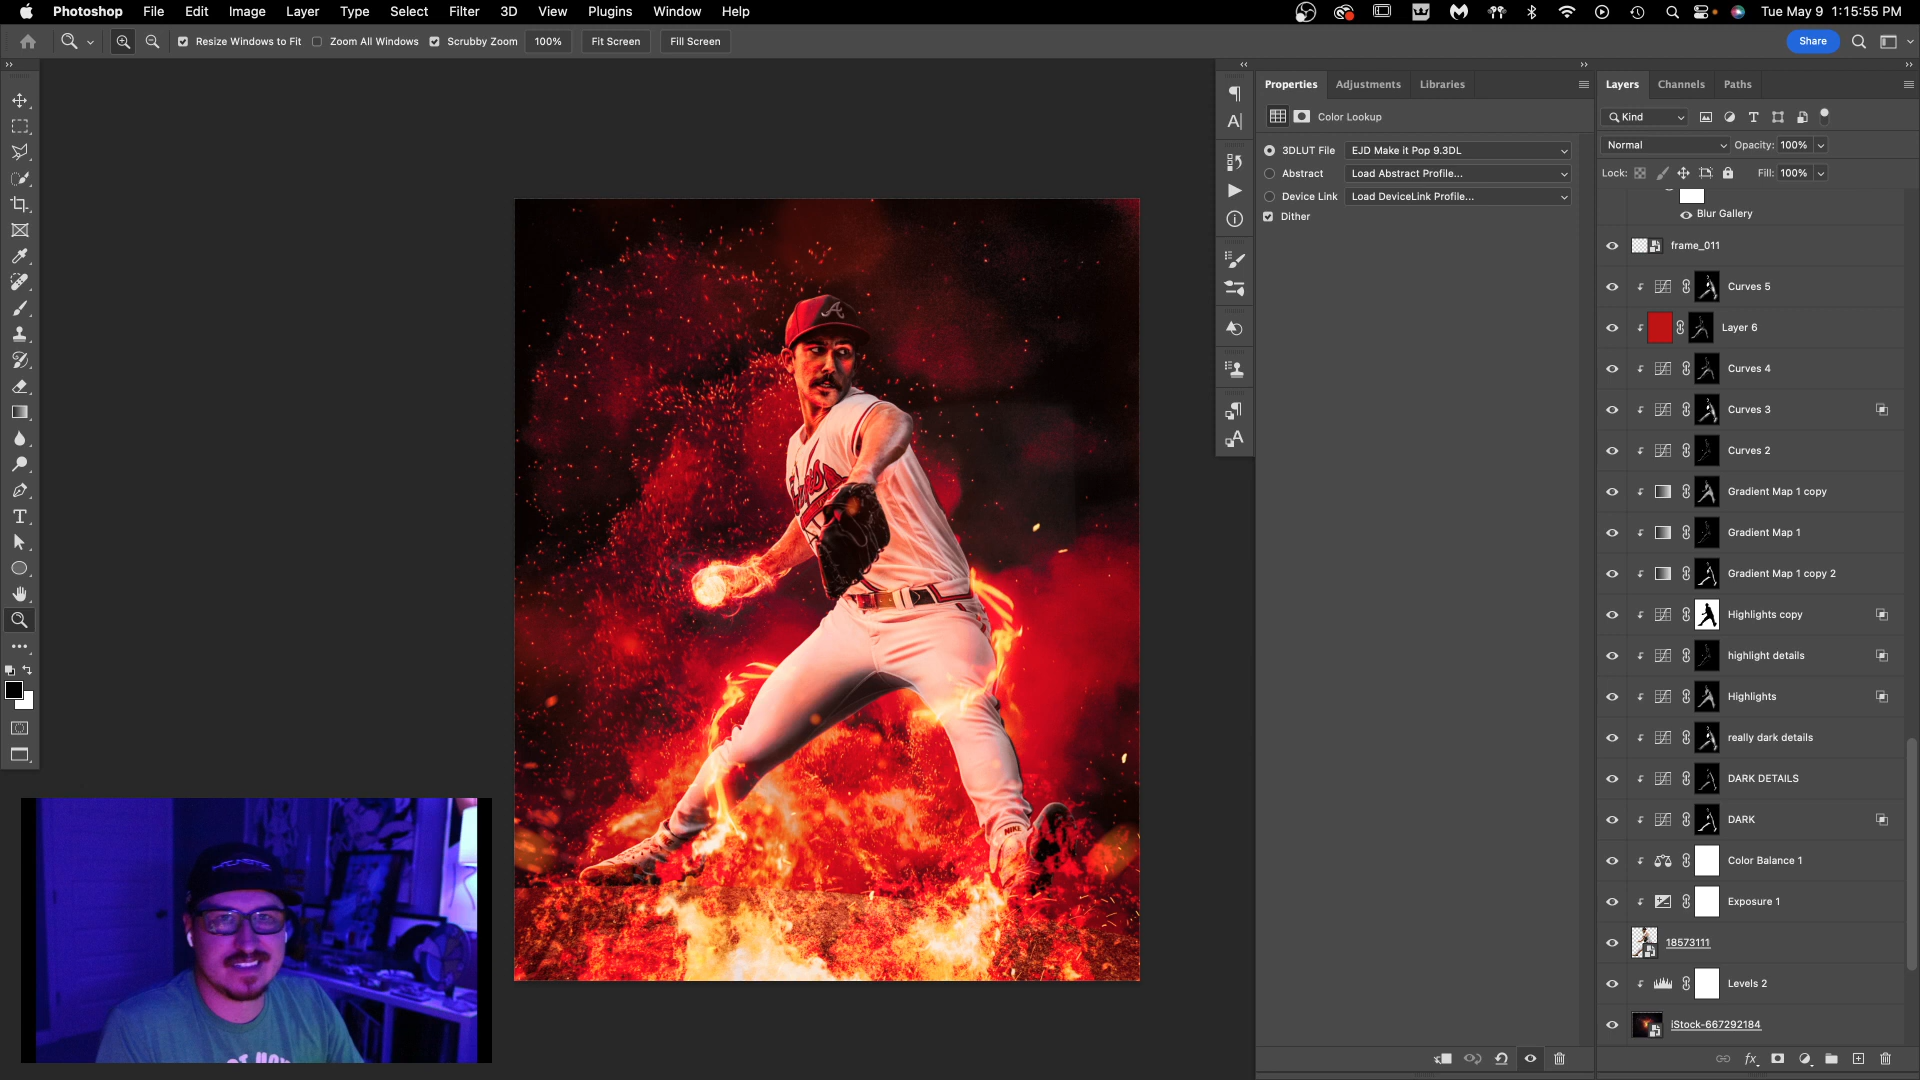 Photoshop File Edit Image Layer Type Select Filter 3D View Plugins Window Help
Tue May 9 1:15:55 PM
Resize Windows to Fit
Zoom All Windows
Scrubby Zoom
100%
Fit Screen
Fill Screen
Share
Properties
Adjustments
Libraries
Color Lookup
3DLUT File
EJD Make it Pop 9.3DL
Abstract
Load Abstract Profile...
Device Link
Load DeviceLink Profile...
Dither
Layers
Channels
Paths
Kind
Normal
Opacity: 100%
Lock:
Fill: 100%
Blur Gallery
frame_011
Curves 5
Layer 6
Curves 4
Curves 3
Curves 2
Gradient Map 1 copy
Gradient Map 1
Gradient Map 1 copy 2
Highlights copy
highlight details
Highlights
really dark details
DARK DETAILS
DARK
Color Balance 1
Exposure 1
18573111
Levels 2
iStock-667292184
A
NIKE